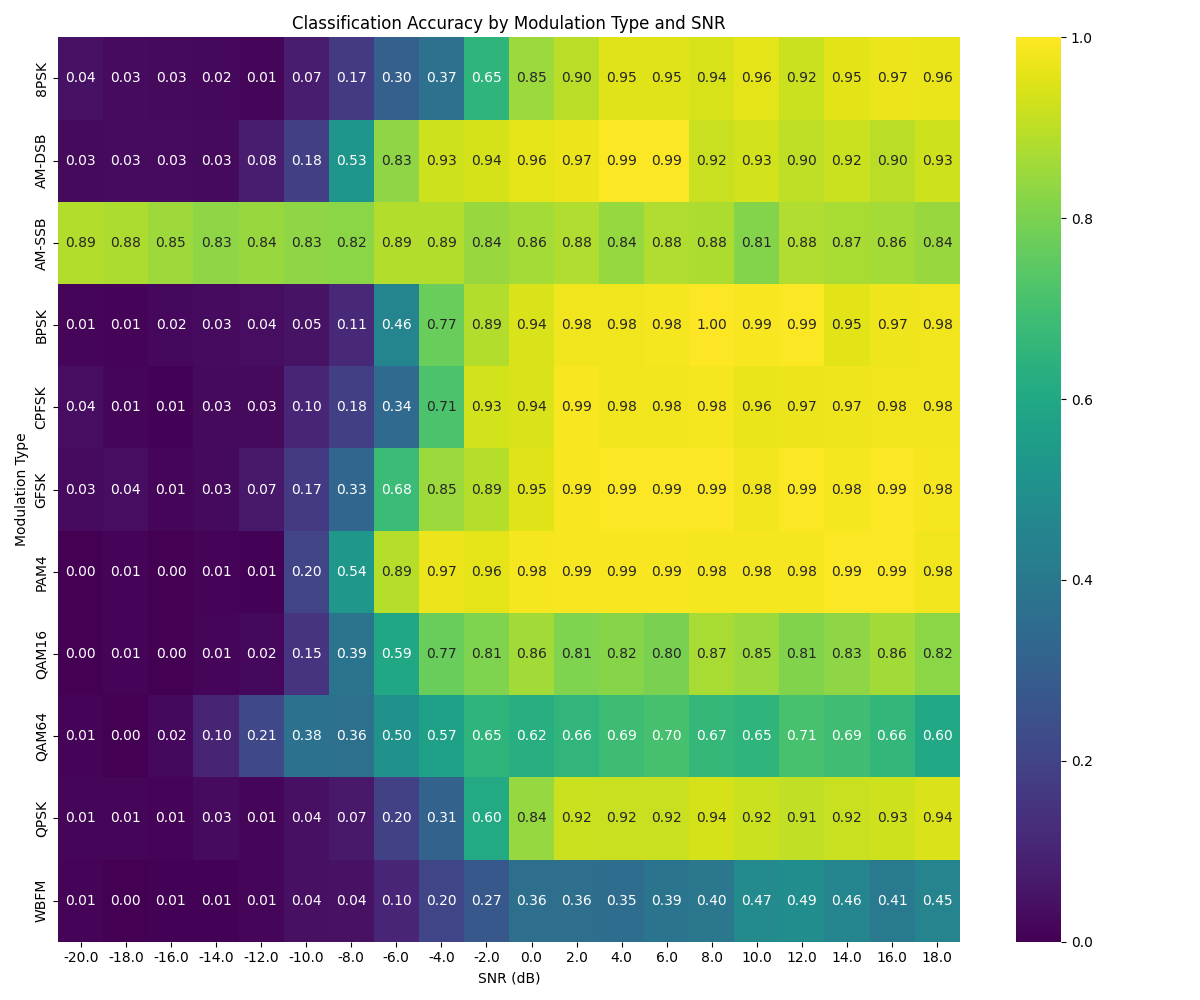 Classification Accuracy by Modulation Type and SNR
8PSK 0.04 0.03 0.03 0.02 0.01 0.07 0.17 0.30 0.37 0.65 0.85 0.90 0.95 0.95 0.94 0.96 0.92 0.95 0.97 0.96
AM-DSB 0.03 0.03 0.03 0.03 0.08 0.18 0.53 0.83 0.93 0.94 0.96 0.97 0.99 0.99 0.92 0.93 0.90 0.92 0.90 0.93
AM-SSB 0.89 0.88 0.85 0.83 0.84 0.83 0.82 0.89 0.89 0.84 0.86 0.88 0.84 0.88 0.88 0.81 0.88 0.87 0.86 0.84
BPSK 0.01 0.01 0.02 0.03 0.04 0.05 0.11 0.46 0.77 0.89 0.94 0.98 0.98 0.98 1.00 0.99 0.99 0.95 0.97 0.98
CPFSK 0.04 0.01 0.01 0.03 0.03 0.10 0.18 0.34 0.71 0.93 0.94 0.99 0.98 0.98 0.98 0.96 0.97 0.97 0.98 0.98
GFSK 0.03 0.04 0.01 0.03 0.07 0.17 0.33 0.68 0.85 0.89 0.95 0.99 0.99 0.99 0.99 0.98 0.99 0.98 0.99 0.98
PAM4 0.00 0.01 0.00 0.01 0.01 0.20 0.54 0.89 0.97 0.96 0.98 0.99 0.99 0.99 0.98 0.98 0.98 0.99 0.99 0.98
QAM16 0.00 0.01 0.00 0.01 0.02 0.15 0.39 0.59 0.77 0.81 0.86 0.81 0.82 0.80 0.87 0.85 0.81 0.83 0.86 0.82
QAM64 0.01 0.00 0.02 0.10 0.21 0.38 0.36 0.50 0.57 0.65 0.62 0.66 0.69 0.70 0.67 0.65 0.71 0.69 0.66 0.60
QPSK 0.01 0.01 0.01 0.03 0.01 0.04 0.07 0.20 0.31 0.60 0.84 0.92 0.92 0.92 0.94 0.92 0.91 0.92 0.93 0.94
WBFM 0.01 0.00 0.01 0.01 0.01 0.04 0.04 0.10 0.20 0.27 0.36 0.36 0.35 0.39 0.40 0.47 0.49 0.46 0.41 0.45
-20.0 -18.0 -16.0 -14.0 -12.0 -10.0 -8.0 -6.0 -4.0 -2.0 0.0 2.0 4.0 6.0 8.0 10.0 12.0 14.0 16.0 18.0
SNR (dB)
Modulation Type
1.0
0.8
0.6
0.4
0.2
0.0